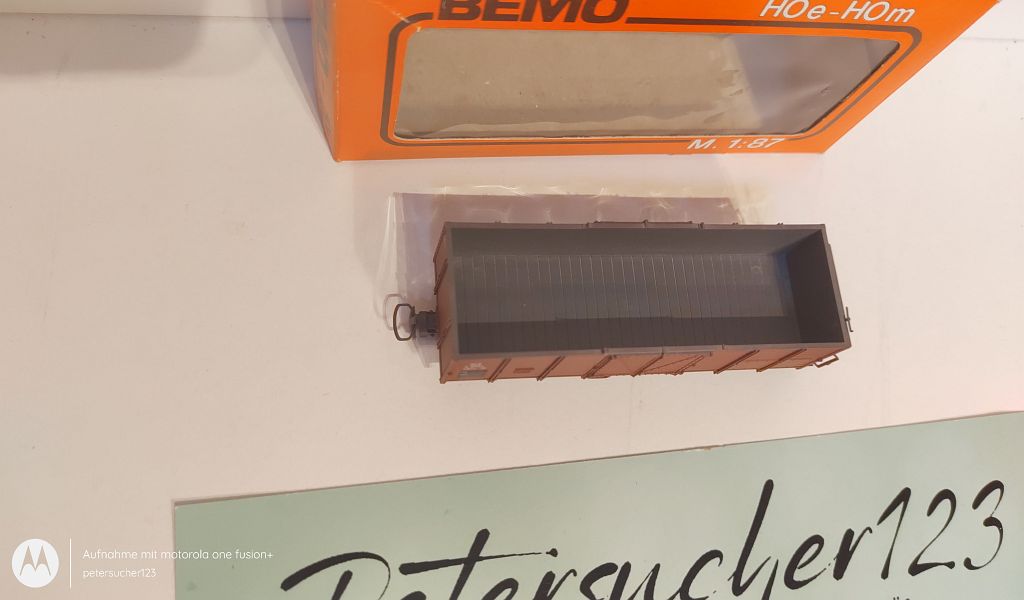 BEMO
HOe-HOm
M. 1:87
Petersucher123
Aufnahme mit motorola one fusion+
petersucher123